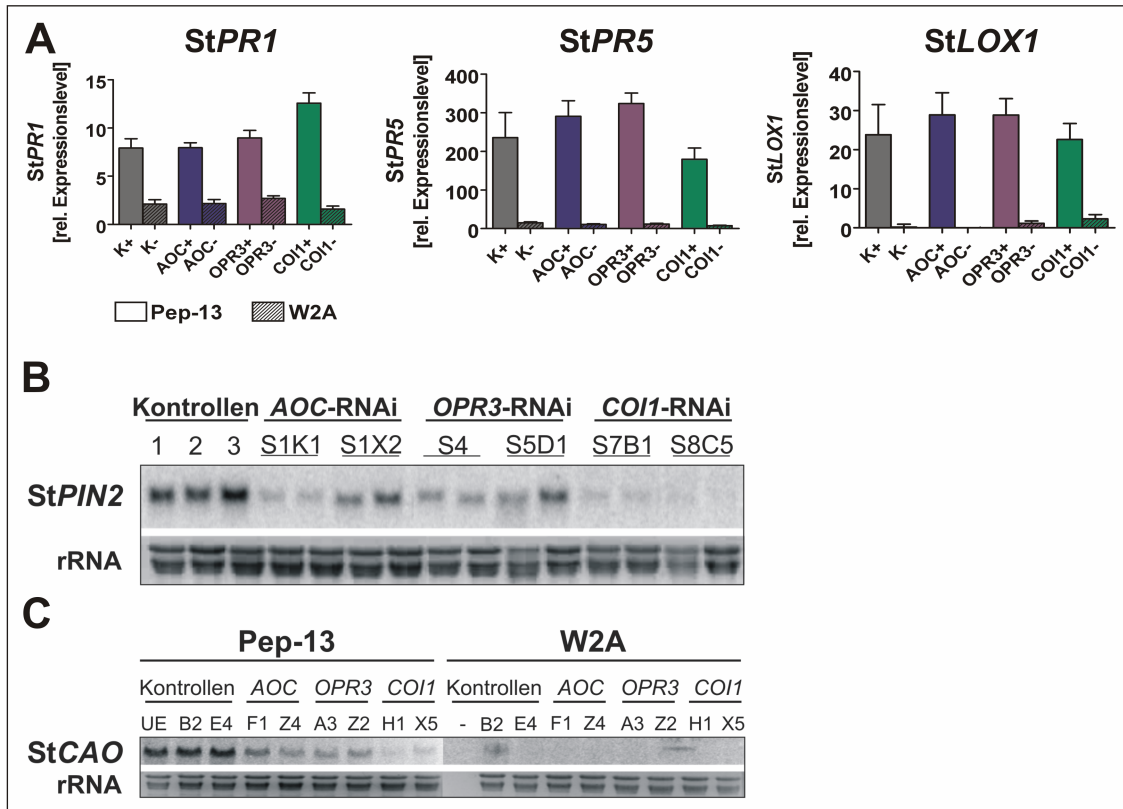 A
StPR1
StPR5
StLOX1
StPR1
[rel. Expressionslevel]
15
10
5
0
K+ K- AOC+ AOC- OPR3+ OPR3- COI1+ COI1-
StPR5
[rel. Expressionslevel]
400
300
200
100
0
K+ K- AOC+ AOC- OPR3+ OPR3- COI1+ COI1-
StLOX1
[rel. Expressionslevel]
40
30
20
10
0
K+ K- AOC+ AOC- OPR3+ OPR3- COI1+ COI1-
Pep-13 W2A
B
Kontrollen AOC-RNAi OPR3-RNAi COI1-RNAi
1 2 3 S1K1 S1X2 S4 S5D1 S7B1 S8C5
StPIN2
rRNA
C
Pep-13 W2A
Kontrollen AOC OPR3 COI1 Kontrollen AOC OPR3 COI1
UE B2 E4 F1 Z4 A3 Z2 H1 X5 - B2 E4 F1 Z4 A3 Z2 H1 X5
StCAO
rRNA